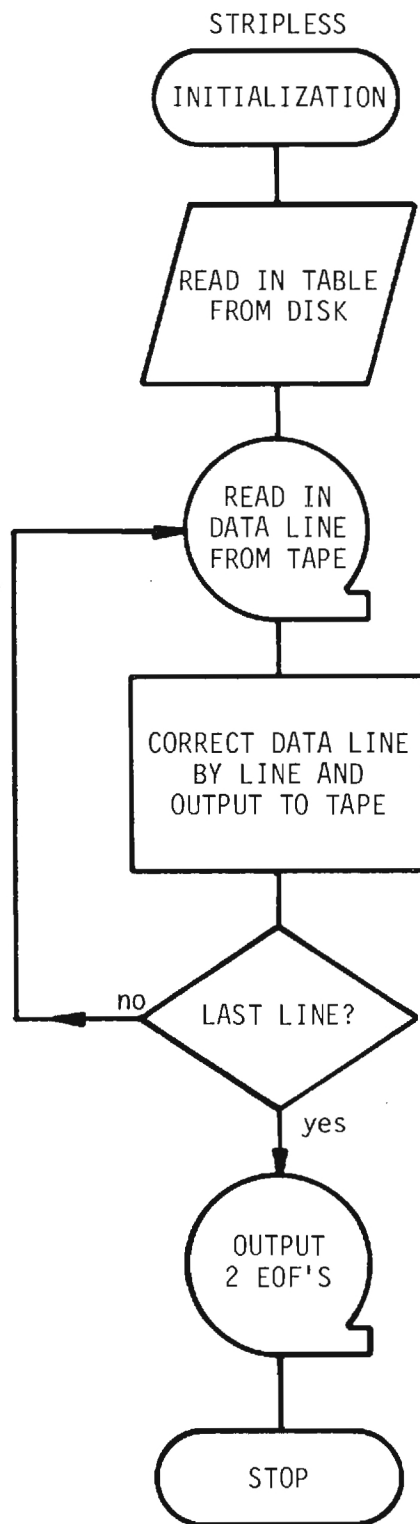 STRIPLESS
INITIALIZATION
READ IN TABLE
FROM DISK
READ IN
DATA LINE
FROM TAPE
CORRECT DATA LINE
BY LINE AND
OUTPUT TO TAPE
LAST LINE?
no
yes
OUTPUT
2 EOF'S
STOP